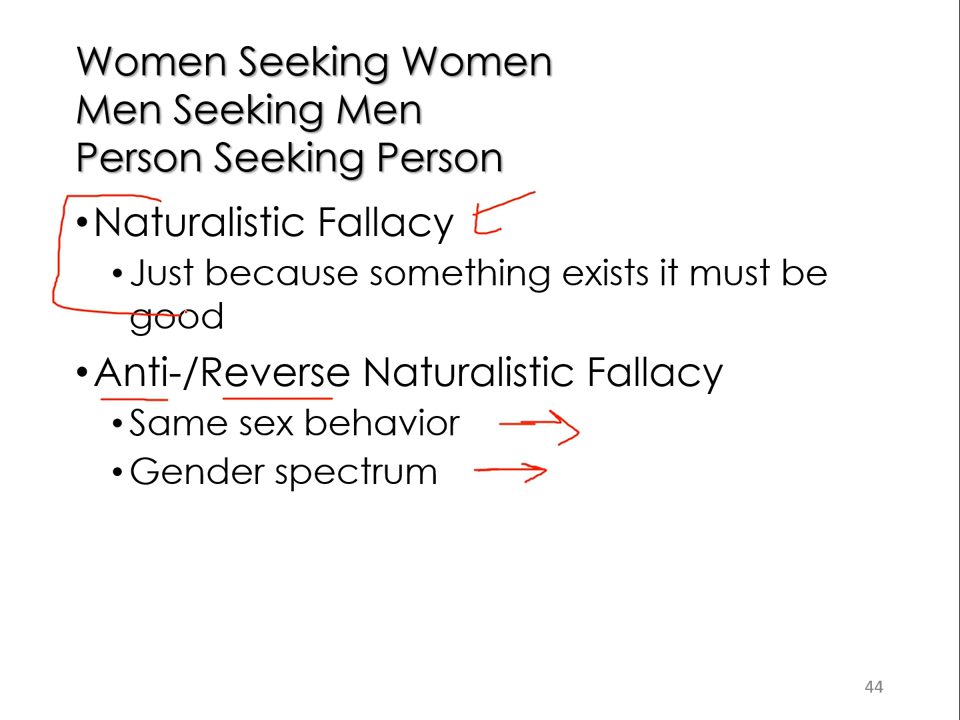 Women Seeking Women
Men Seeking Men
Person Seeking Person
•Naturalistic Fallacy
•Just because something exists it must be
good
•Anti-/Reverse Naturalistic Fallacy
•Same sex behavior
•Gender spectrum
44